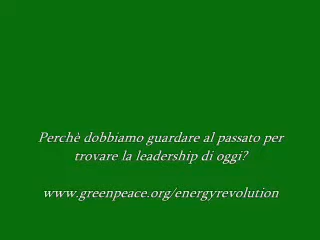 Perchè dobbiamo guardare al passato per
trovare la leadership di oggi?
www.greenpeace.org/energyrevolution